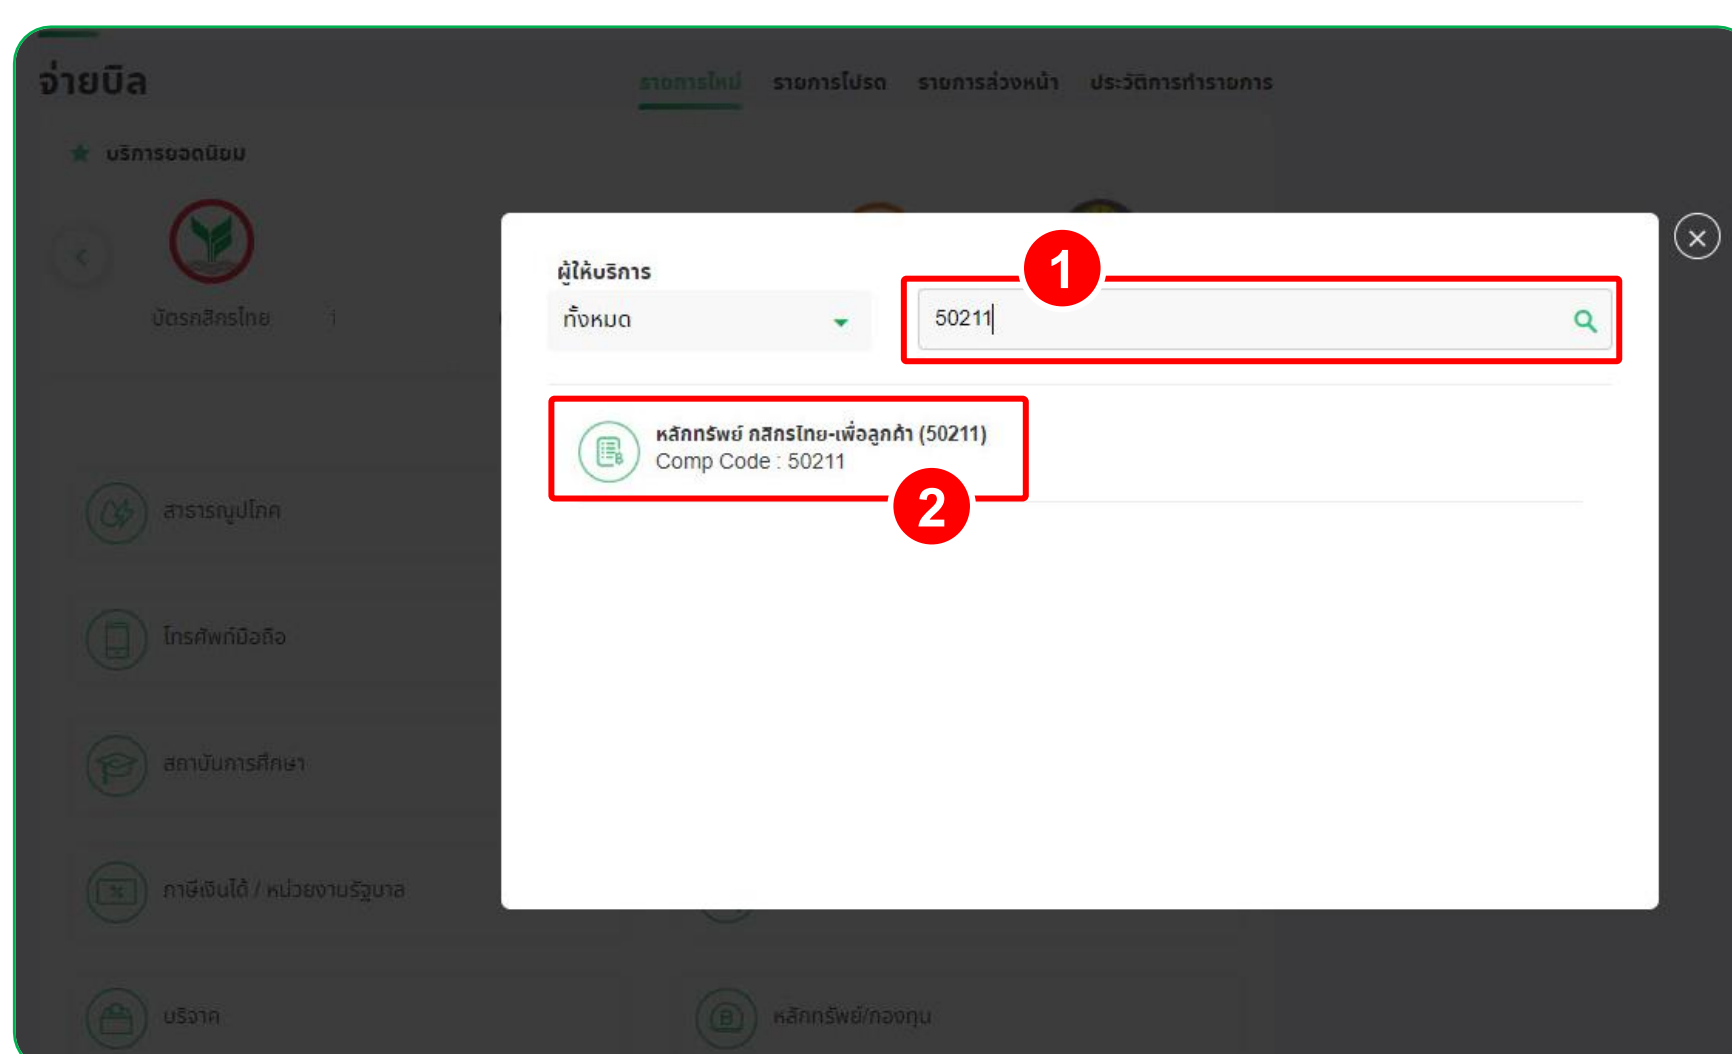 จ่ายบิล
รายการใหม่ รายการโปรด รายการล่วงหน้า ประวัติการทำรายการ
บริการยอดนิยม
บัตรกสิกรไทย
ผู้ให้บริการ
1
ทั้งหมด
50211
หลักทรัพย์ กสิกรไทย-เพื่อลูกค้า (50211)
Comp Code : 50211
2
สาธารณูปโภค
โทรศัพท์มือถือ
สถาบันการศึกษา
ภาษีเงินได้ / หน่วยงานรัฐบาล
บริจาค
หลักทรัพย์/กองทุน